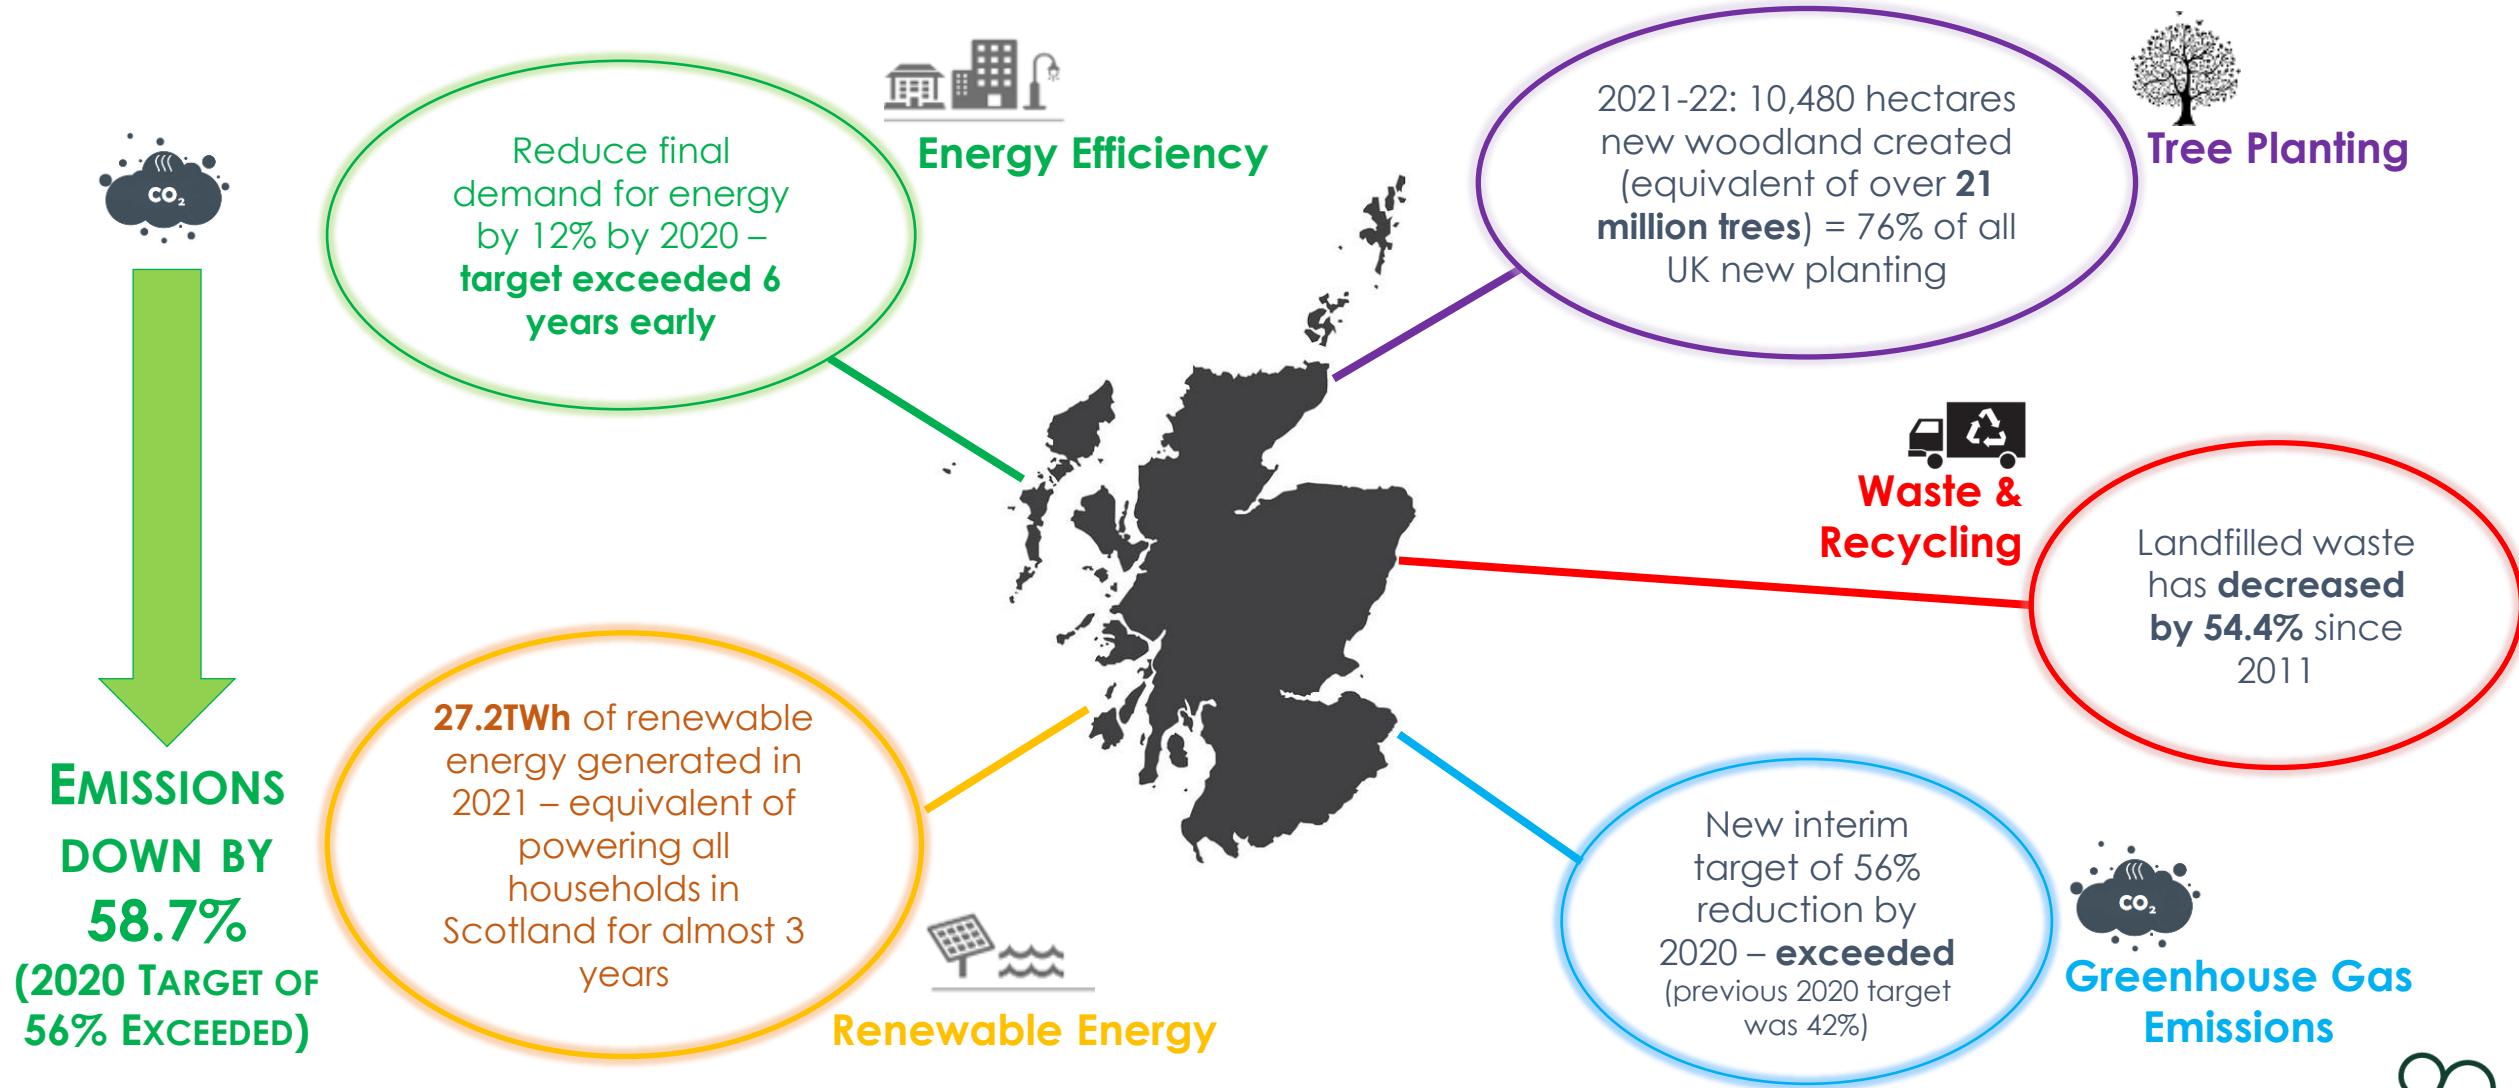 CO₂
EMISSIONS
DOWN BY
58.7%
(2020 TARGET OF
56% EXCEEDED)
Reduce final
demand for energy
by 12% by 2020 –
target exceeded 6
years early
Energy Efficiency
2021-22: 10,480 hectares
new woodland created
(equivalent of over 21
million trees) = 76% of all
UK new planting
Tree Planting
Waste &
Recycling
Landfilled waste
has decreased
by 54.4% since
2011
27.2TWh of renewable
energy generated in
2021 – equivalent of
powering all
households in
Scotland for almost 3
years
Renewable Energy
New interim
target of 56%
reduction by
2020 – exceeded
(previous 2020 target
was 42%)
CO₂
Greenhouse Gas
Emissions